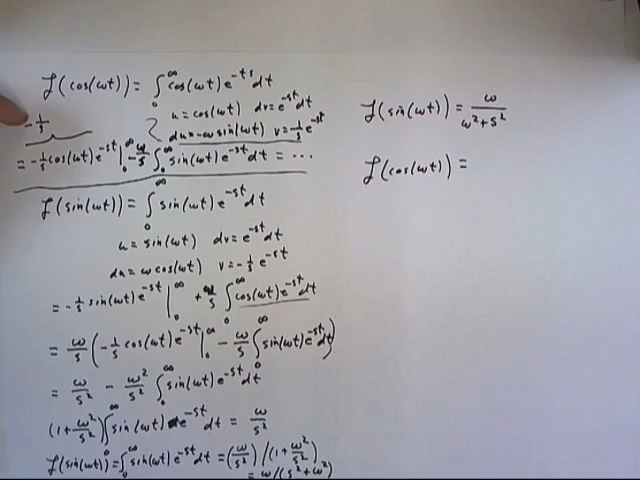 ℒ(cos(ωt)) = ∫₀^∞ cos(ωt) e^{-ts} dt
u = cos(ωt) dv = e^{-st} dt
-1/s
du = -ω sin(ωt) v = -1/s e^{-st}
= -1/s cos(ωt) e^{-st} |₀^∞ - ω/s ∫₀^∞ sin(ωt) e^{-st} dt = ...
ℒ(sin(ωt)) = ∫₀^∞ sin(ωt) e^{-st} dt
u = sin(ωt) dv = e^{-st} dt
du = ω cos(ωt) v = -1/s e^{-st}
= -1/s sin(ωt) e^{-st} |₀^∞ + ω/s ∫₀^∞ cos(ωt) e^{-st} dt
= ω/s (-1/s cos(ωt) e^{-st} |₀^∞ - ω/s ∫₀^∞ sin(ωt) e^{-st} dt)
= ω/s² - ω²/s² ∫₀^∞ sin(ωt) e^{-st} dt
(1 + ω²/s²) ∫₀^∞ sin(ωt) e^{-st} dt = ω/s²
ℒ(sin(ωt)) = ∫₀^∞ sin(ωt) e^{-st} dt = (ω/s²) / (1 + ω²/s²)
= ω/(s² + ω²)
ℒ(sin(ωt)) = ω/(ω² + s²)
ℒ(cos(ωt)) =